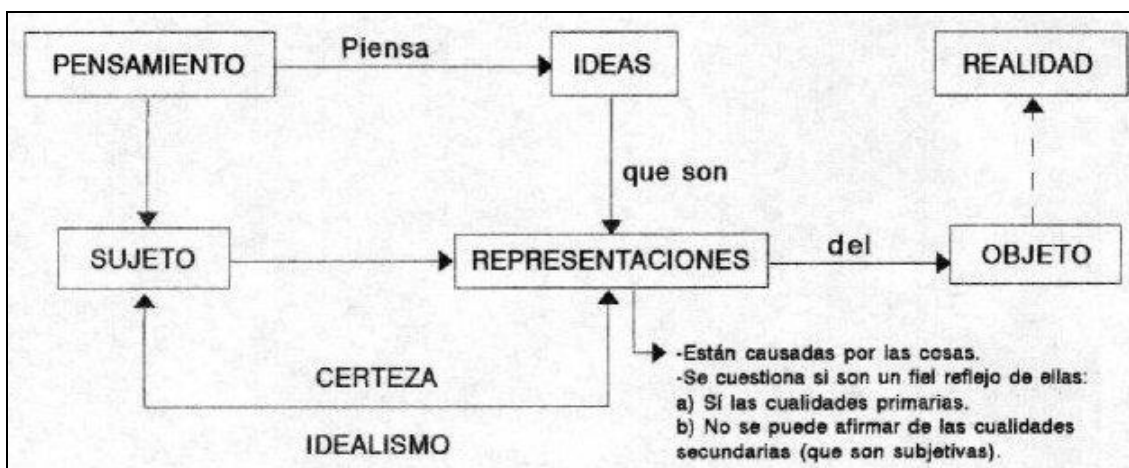 PENSAMIENTO
Piensa
IDEAS
REALIDAD
que son
SUJETO
REPRESENTACIONES
del
OBJETO
CERTEZA
IDEALISMO
-Están causadas por las cosas.
-Se cuestiona si son un fiel reflejo de ellas:
a) Sí las cualidades primarias.
b) No se puede afirmar de las cualidades
secundarias (que son subjetivas).